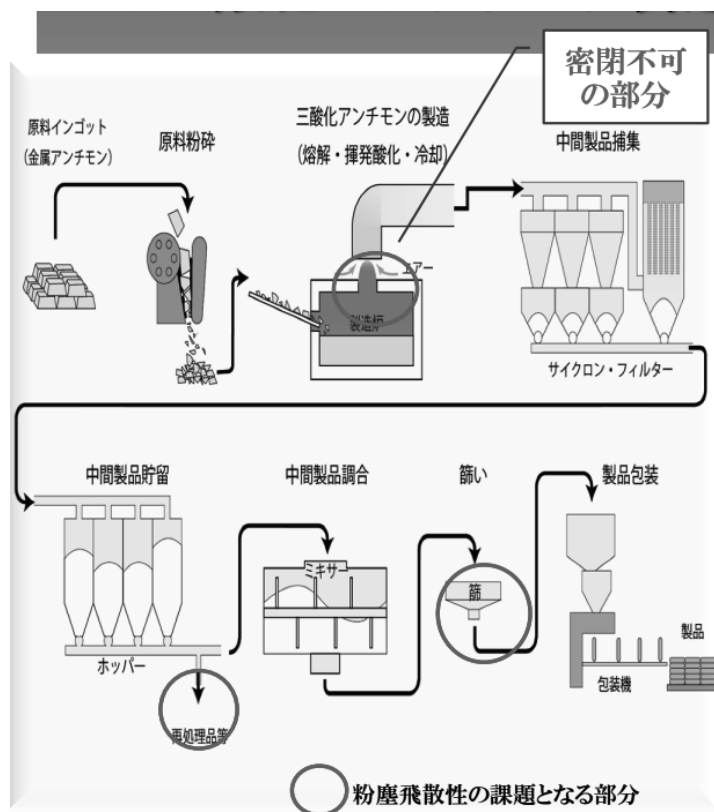 密閉不可
の部分
原料インゴット
(金属アンチモン)
原料粉砕
三酸化アンチモンの製造
(熔解・揮発酸化・冷却)
中間製品捕集
エアー
製造炉
サイクロン・フィルター
中間製品貯留
中間製品調合
篩い
製品包装
ミキサー
篩
ホッパー
製品
包装機
再処理品等
粉塵飛散性の課題となる部分